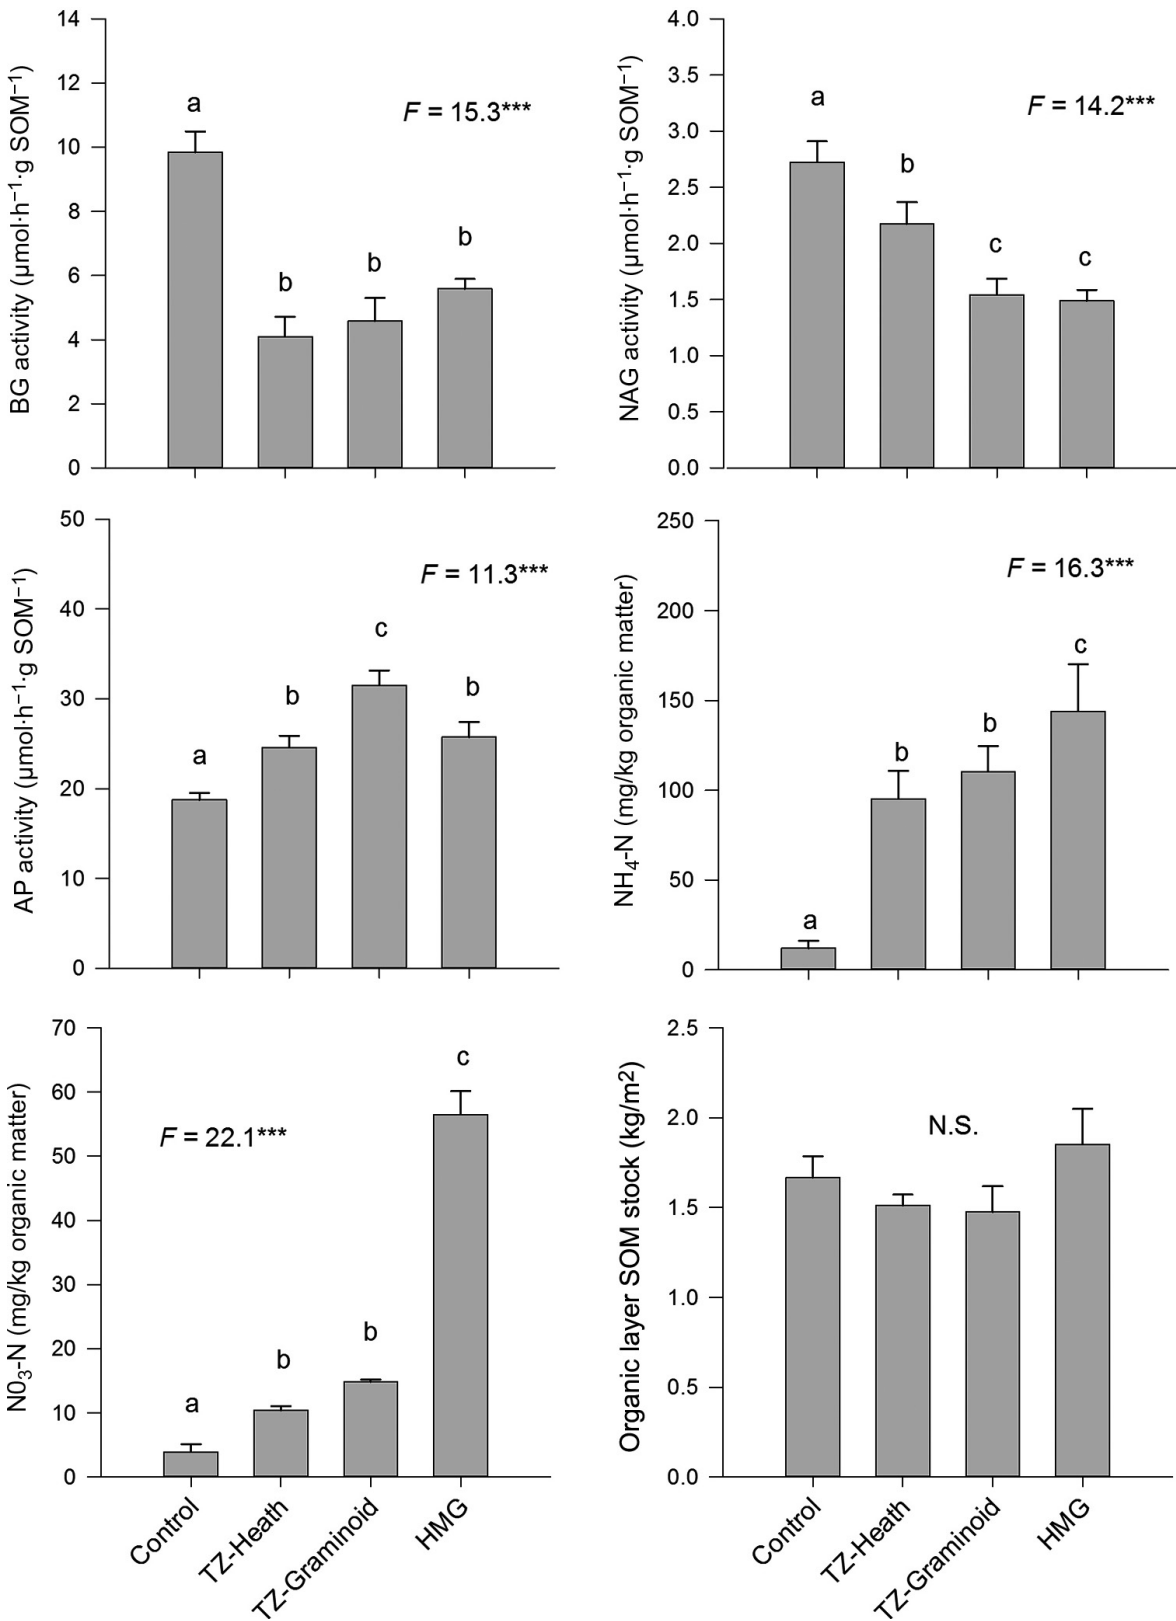 BG activity (µmol·h⁻¹·g SOM⁻¹)
14
12
10
8
6
4
2
0
a
b
b
b
F = 15.3***
NAG activity (µmol·h⁻¹·g SOM⁻¹)
4.0
3.5
3.0
2.5
2.0
1.5
1.0
0.5
0.0
a
b
c
c
F = 14.2***
AP activity (µmol·h⁻¹·g SOM⁻¹)
50
40
30
20
10
0
a
b
c
b
F = 11.3***
NH₄-N (mg/kg organic matter)
250
200
150
100
50
0
a
b
b
c
F = 16.3***
N0₃-N (mg/kg organic matter)
70
60
50
40
30
20
10
0
a
b
b
c
F = 22.1***
Control
TZ-Heath
TZ-Graminoid
HMG
Organic layer SOM stock (kg/m²)
2.5
2.0
1.5
1.0
0.5
0.0
N.S.
Control
TZ-Heath
TZ-Graminoid
HMG